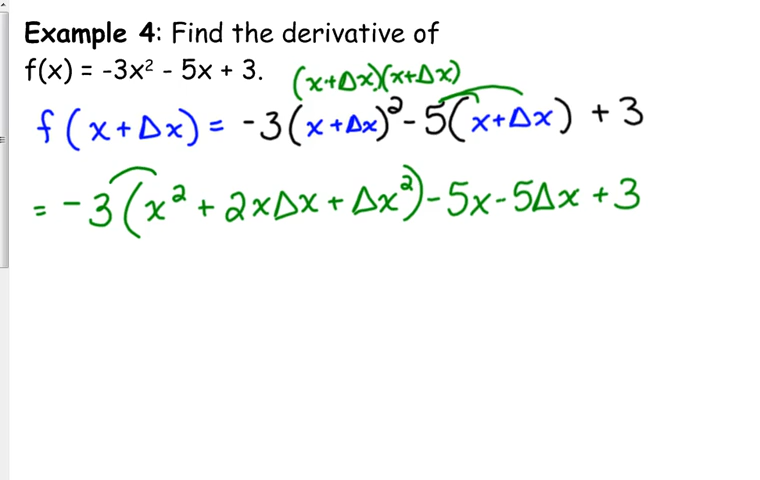 Example 4: Find the derivative of
f(x) = -3x² - 5x + 3.
(x+Δx)(x+Δx)
f(x+Δx) = -3(x+Δx)² - 5(x+Δx) + 3
= -3(x² + 2xΔx + Δx²) - 5x - 5Δx + 3